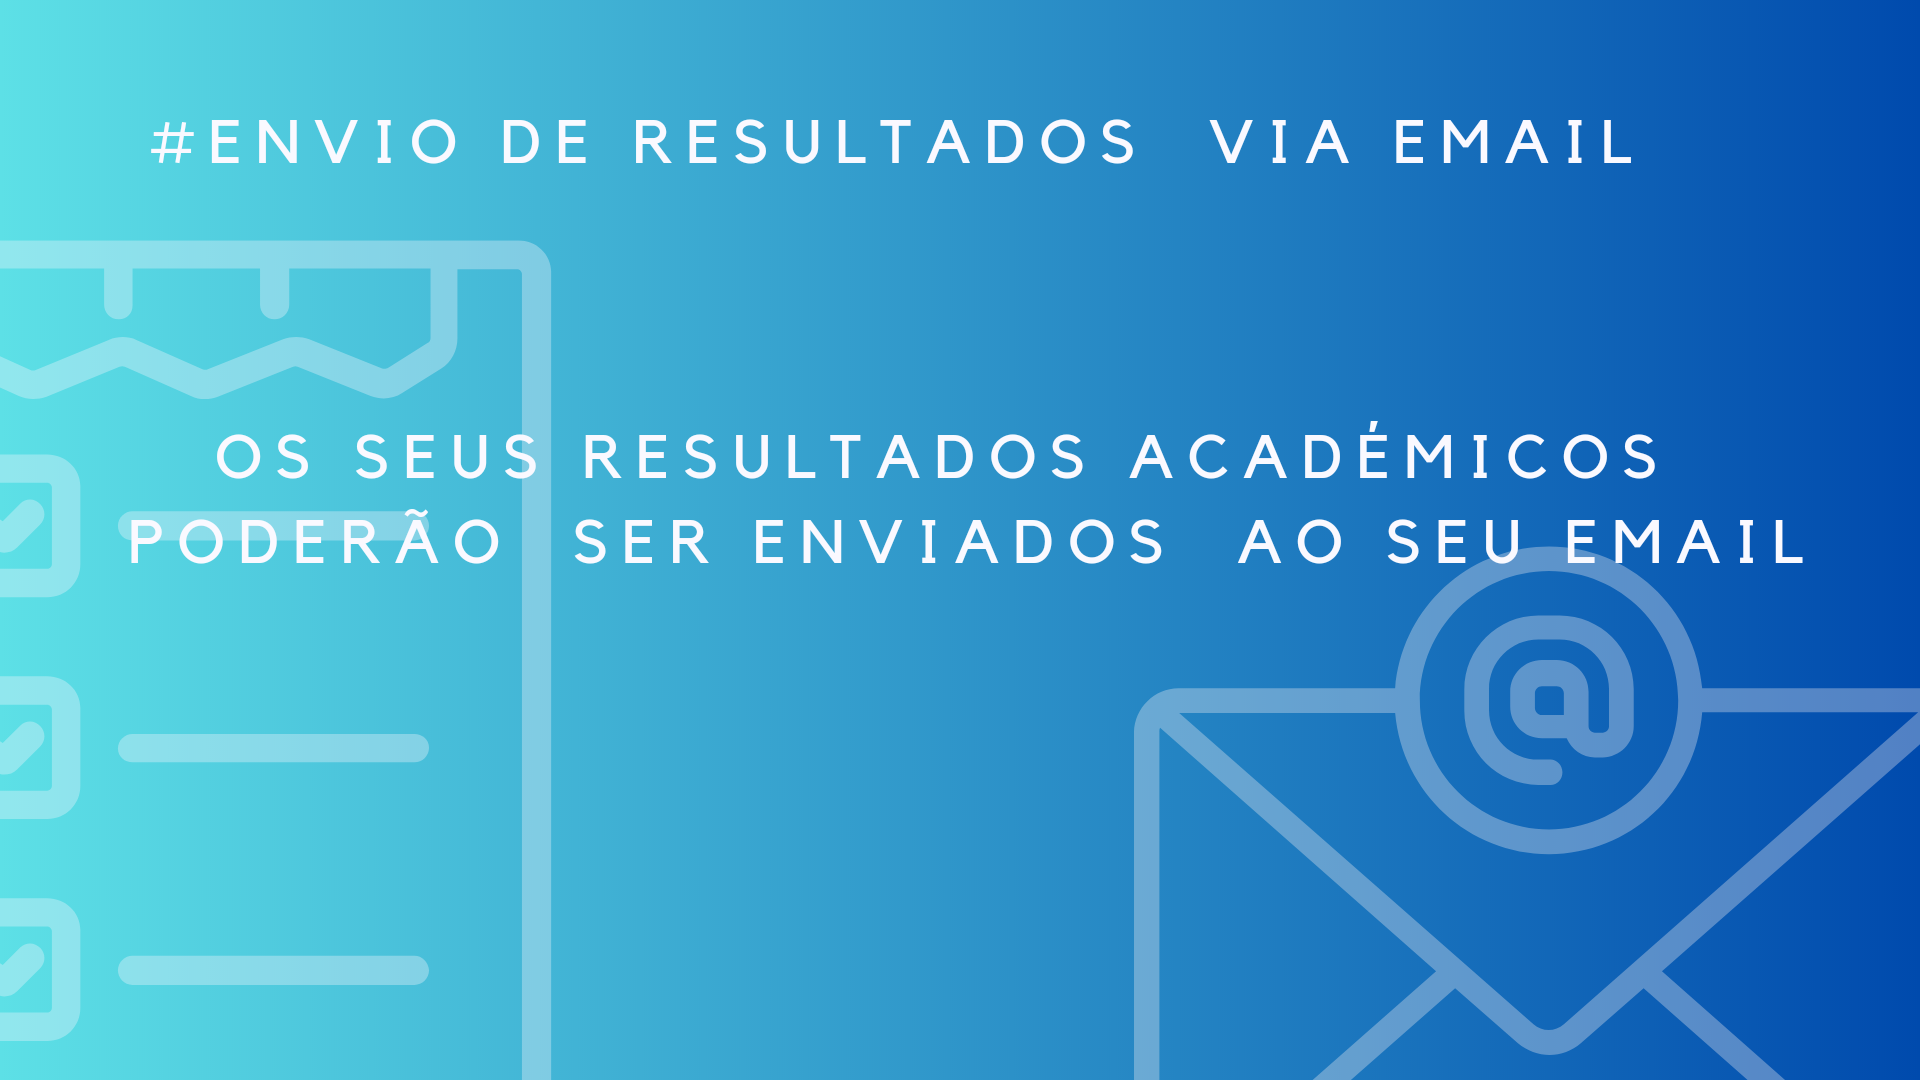 #ENVIO DE RESULTADOS VIA EMAIL
OS SEUS RESULTADOS ACADÉMICOS
PODERÃO SER ENVIADOS AO SEU EMAIL